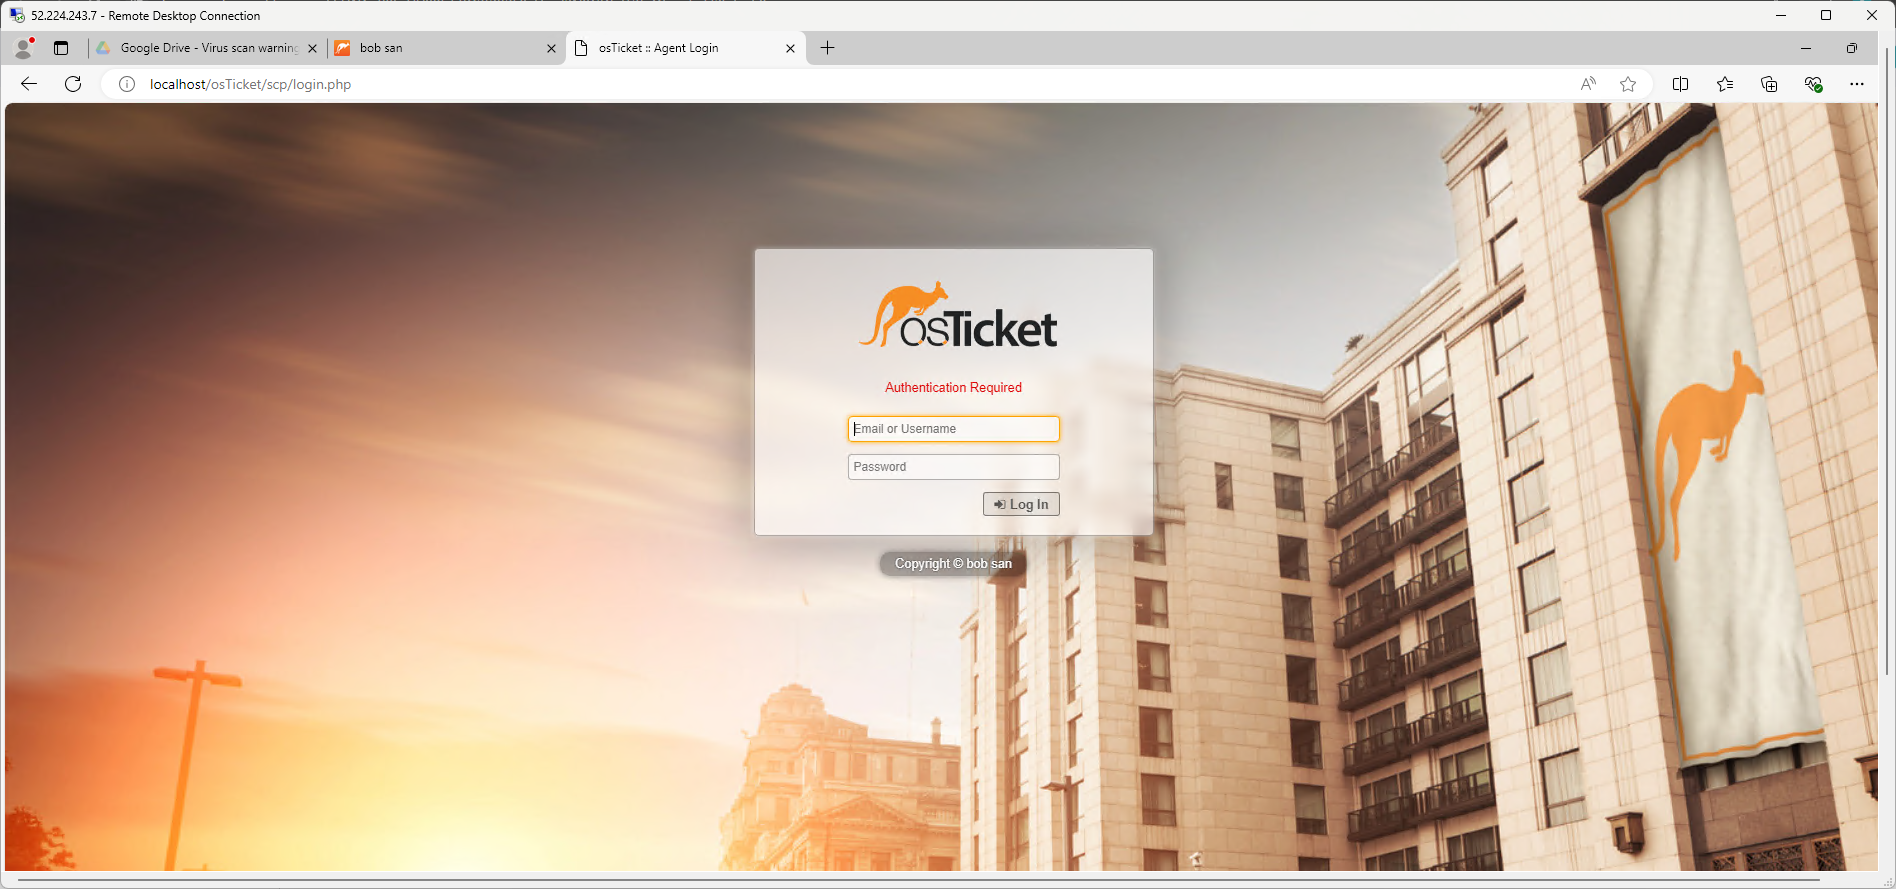 52.224.243.7 - Remote Desktop Connection
Google Drive - Virus scan warning
bob san
osTicket :: Agent Login
localhost/osTicket/scp/login.php
osTicket
Authentication Required
Email or Username
Password
Log In
Copyright © bob san